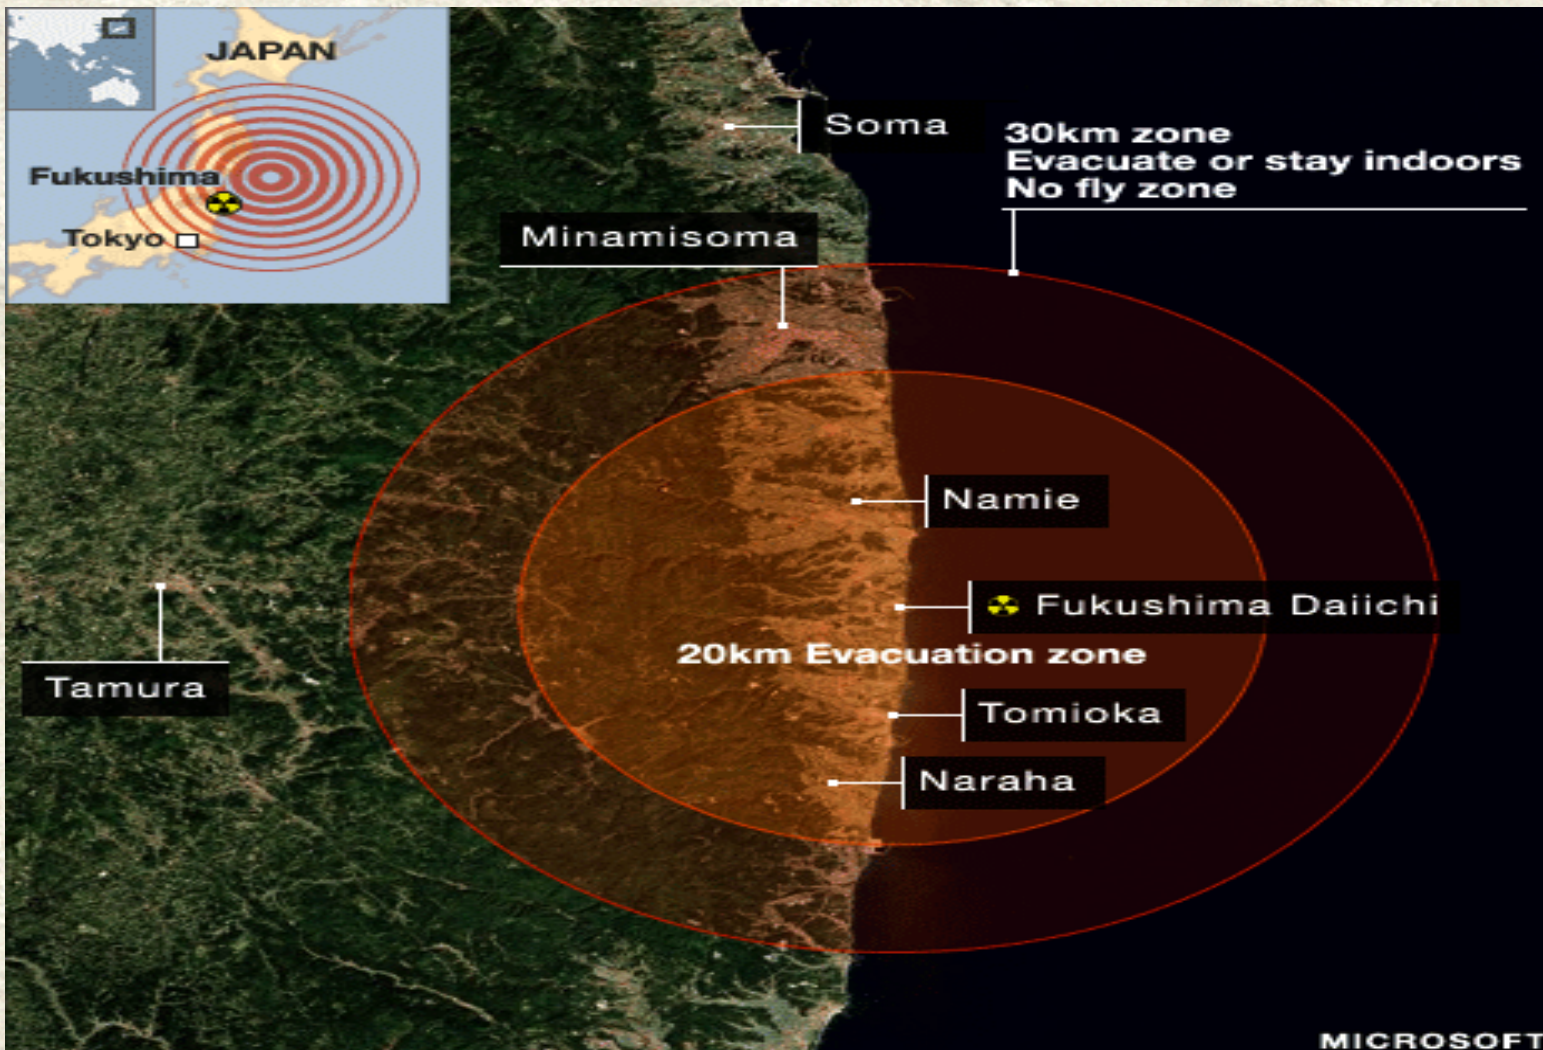 JAPAN
Fukushima
Tokyo
Soma
30km zone
Evacuate or stay indoors
No fly zone
Minamisoma
Namie
Fukushima Daiichi
20km Evacuation zone
Tamura
Tomioka
Naraha
MICROSOFT